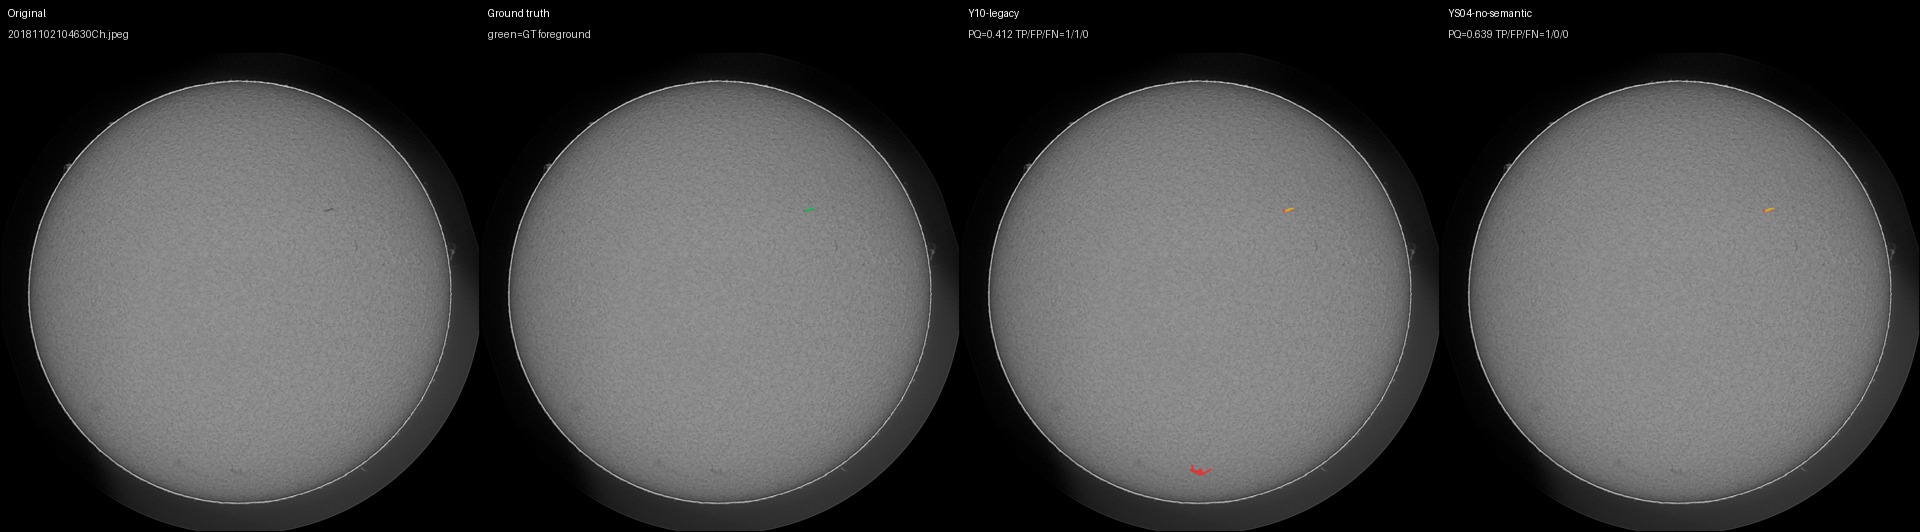 Original
20181102104630Ch.jpeg
Ground truth
green=GT foreground
Y10-legacy
PQ=0.412 TP/FP/FN=1/1/0
YS04-no-semantic
PQ=0.639 TP/FP/FN=1/0/0